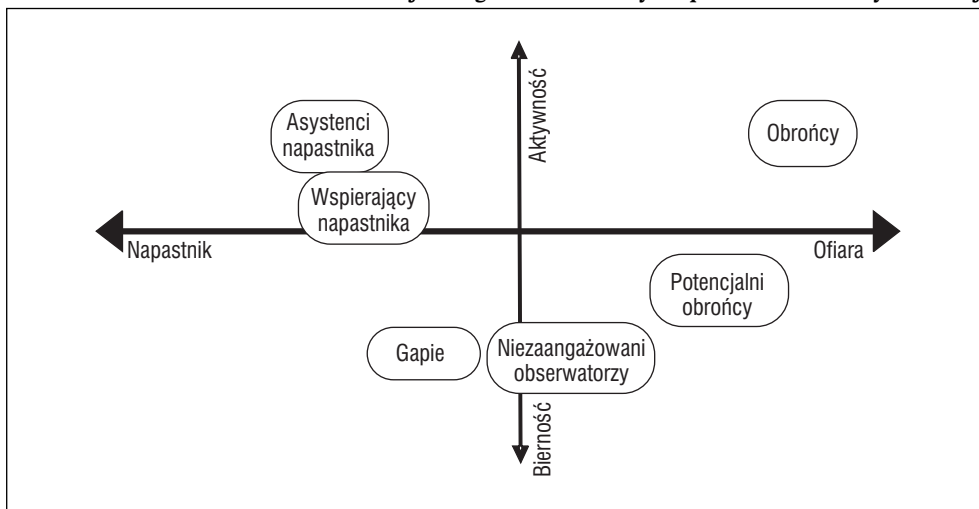 Aktywność
Asystenci
napastnika
Obrońcy
Wspierający
napastnika
Napastnik
Ofiara
Potencjalni
obrońcy
Gapie
Niezaangażowani
obserwatorzy
Bierność